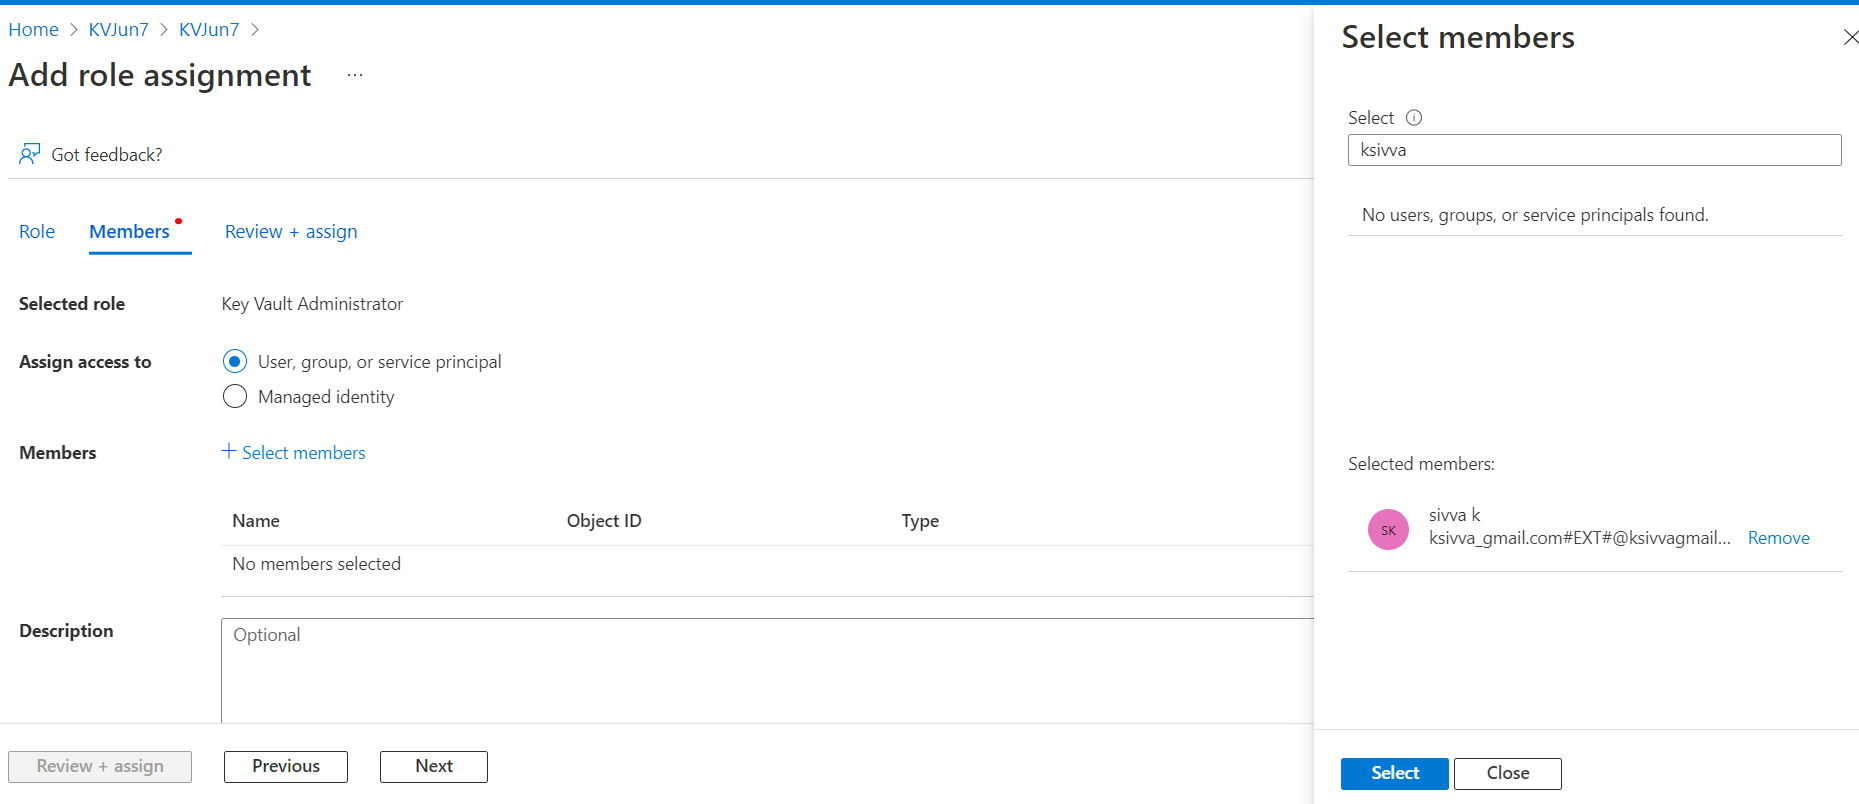 Home > KVJun7 > KVJun7 >
Add role assignment ...
Got feedback?
Role Members Review + assign
Selected role Key Vault Administrator
Assign access to User, group, or service principal
Managed identity
Members + Select members
Name Object ID Type
No members selected
Description Optional
Review + assign Previous Next
Select members
Select
ksivva
No users, groups, or service principals found.
Selected members:
SK
sivva k
ksivva_gmail.com#EXT#@ksivvagmail... Remove
Select Close